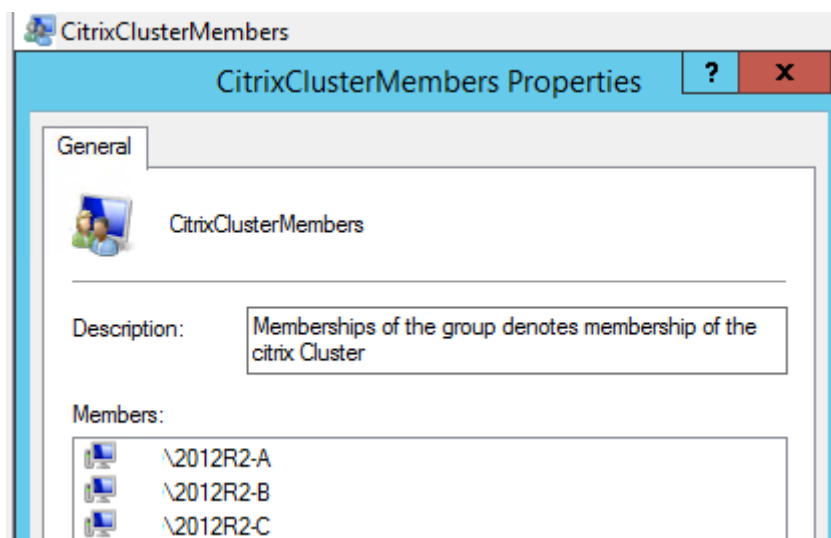 CitrixClusterMembers
CitrixClusterMembers Properties
?
x
General
CitrixClusterMembers
Description:
Memberships of the group denotes membership of the
citrix Cluster
Members:
\2012R2-A
\2012R2-B
\2012R2-C